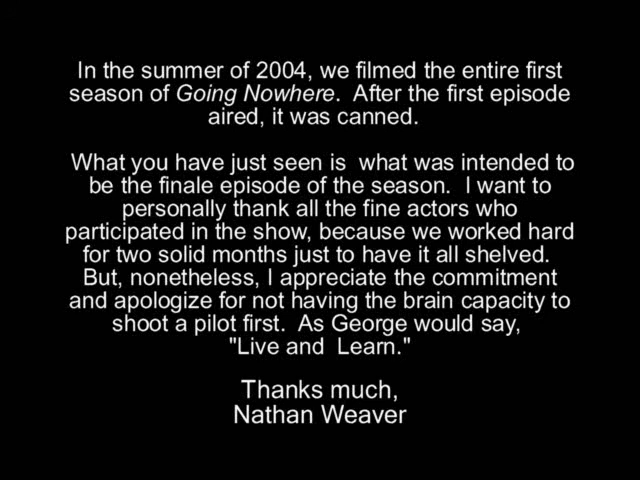 In the summer of 2004, we filmed the entire first
season of Going Nowhere.  After the first episode
aired, it was canned.
What you have just seen is  what was intended to
be the finale episode of the season.  I want to
personally thank all the fine actors who
participated in the show, because we worked hard
for two solid months just to have it all shelved.
But, nonetheless, I appreciate the commitment
and apologize for not having the brain capacity to
shoot a pilot first.  As George would say,
"Live and  Learn."
Thanks much,
Nathan Weaver